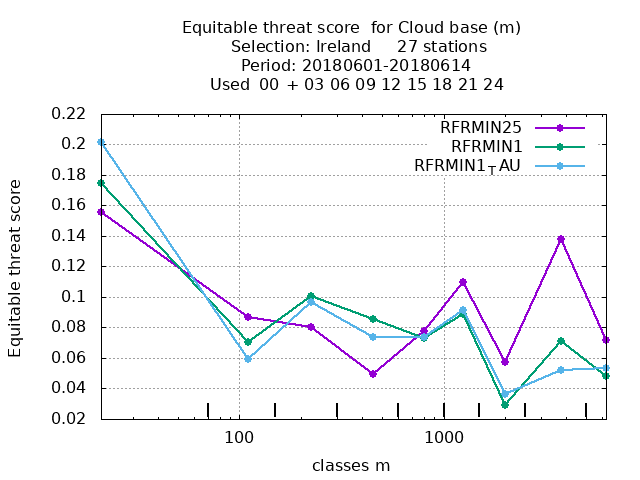 Equitable threat score for Cloud base (m)
Selection: Ireland 27 stations
Period: 20180601-20180614
Used 00 + 03 06 09 12 15 18 21 24
RFRMIN25
RFRMIN1
RFRMIN1TAU
0.22
0.2
0.18
0.16
0.14
0.12
0.1
0.08
0.06
0.04
0.02
Equitable threat score
100 1000
classes m